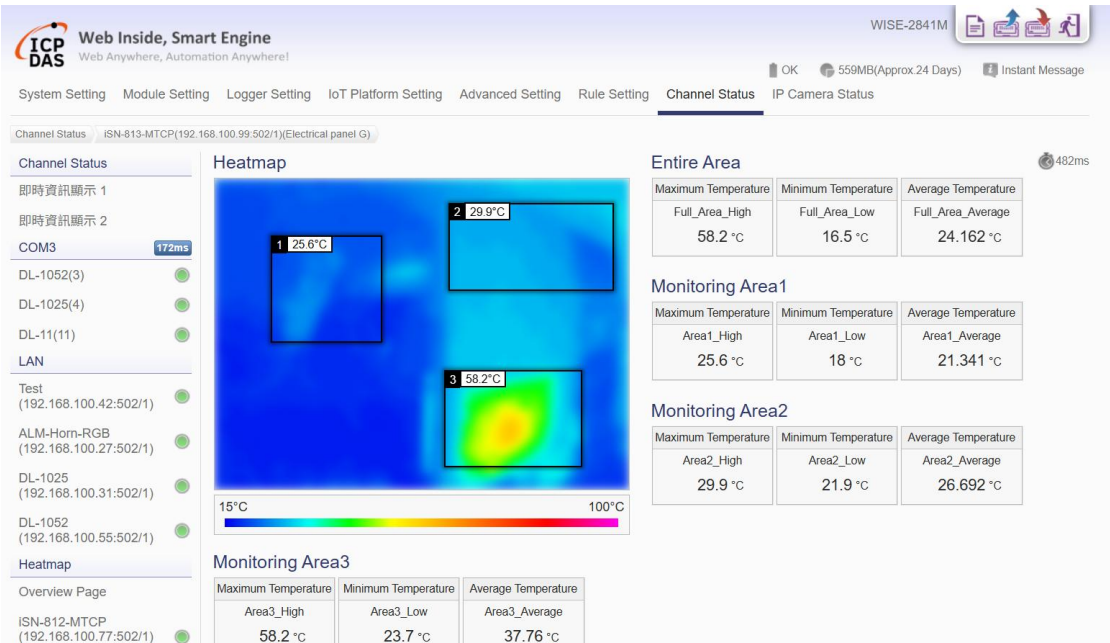 ICP
DAS
Web Inside, Smart Engine
Web Anywhere, Automation Anywhere!
WISE-2841M
OK 559MB(Approx.24 Days) Instant Message
System Setting Module Setting Logger Setting IoT Platform Setting Advanced Setting Rule Setting Channel Status IP Camera Status
Channel Status iSN-813-MTCP(192.168.100.99:502/1)(Electrical panel G)
Channel Status
即時資訊顯示 1
即時資訊顯示 2
COM3 172ms
DL-1052(3)
DL-1025(4)
DL-11(11)
LAN
Test
(192.168.100.42:502/1)
ALM-Horn-RGB
(192.168.100.27:502/1)
DL-1025
(192.168.100.31:502/1)
DL-1052
(192.168.100.55:502/1)
Heatmap
Overview Page
iSN-812-MTCP
(192.168.100.77:502/1)
Heatmap
1 25.6°C
2 29.9°C
3 58.2°C
15°C 100°C
Entire Area 482ms
Maximum Temperature Minimum Temperature Average Temperature
Full_Area_High Full_Area_Low Full_Area_Average
58.2 °C 16.5 °C 24.162 °C
Monitoring Area1
Maximum Temperature Minimum Temperature Average Temperature
Area1_High Area1_Low Area1_Average
25.6 °C 18 °C 21.341 °C
Monitoring Area2
Maximum Temperature Minimum Temperature Average Temperature
Area2_High Area2_Low Area2_Average
29.9 °C 21.9 °C 26.692 °C
Monitoring Area3
Maximum Temperature Minimum Temperature Average Temperature
Area3_High Area3_Low Area3_Average
58.2 °C 23.7 °C 37.76 °C